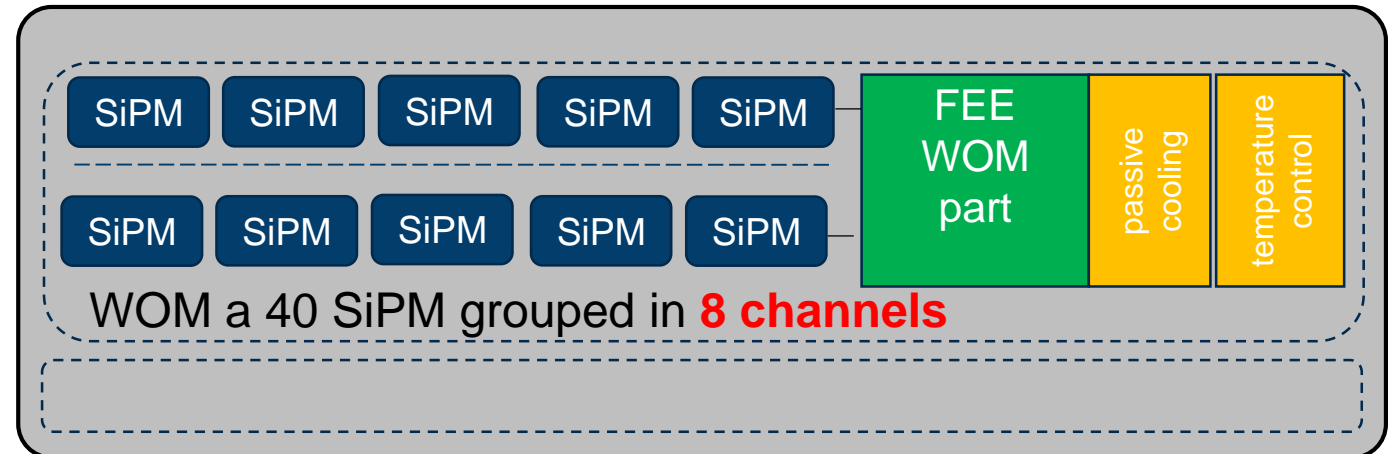 SiPM SiPM SiPM SiPM SiPM
FEE
WOM
part
passive
cooling
temperature
control
SiPM SiPM SiPM SiPM SiPM
WOM a 40 SiPM grouped in 8 channels